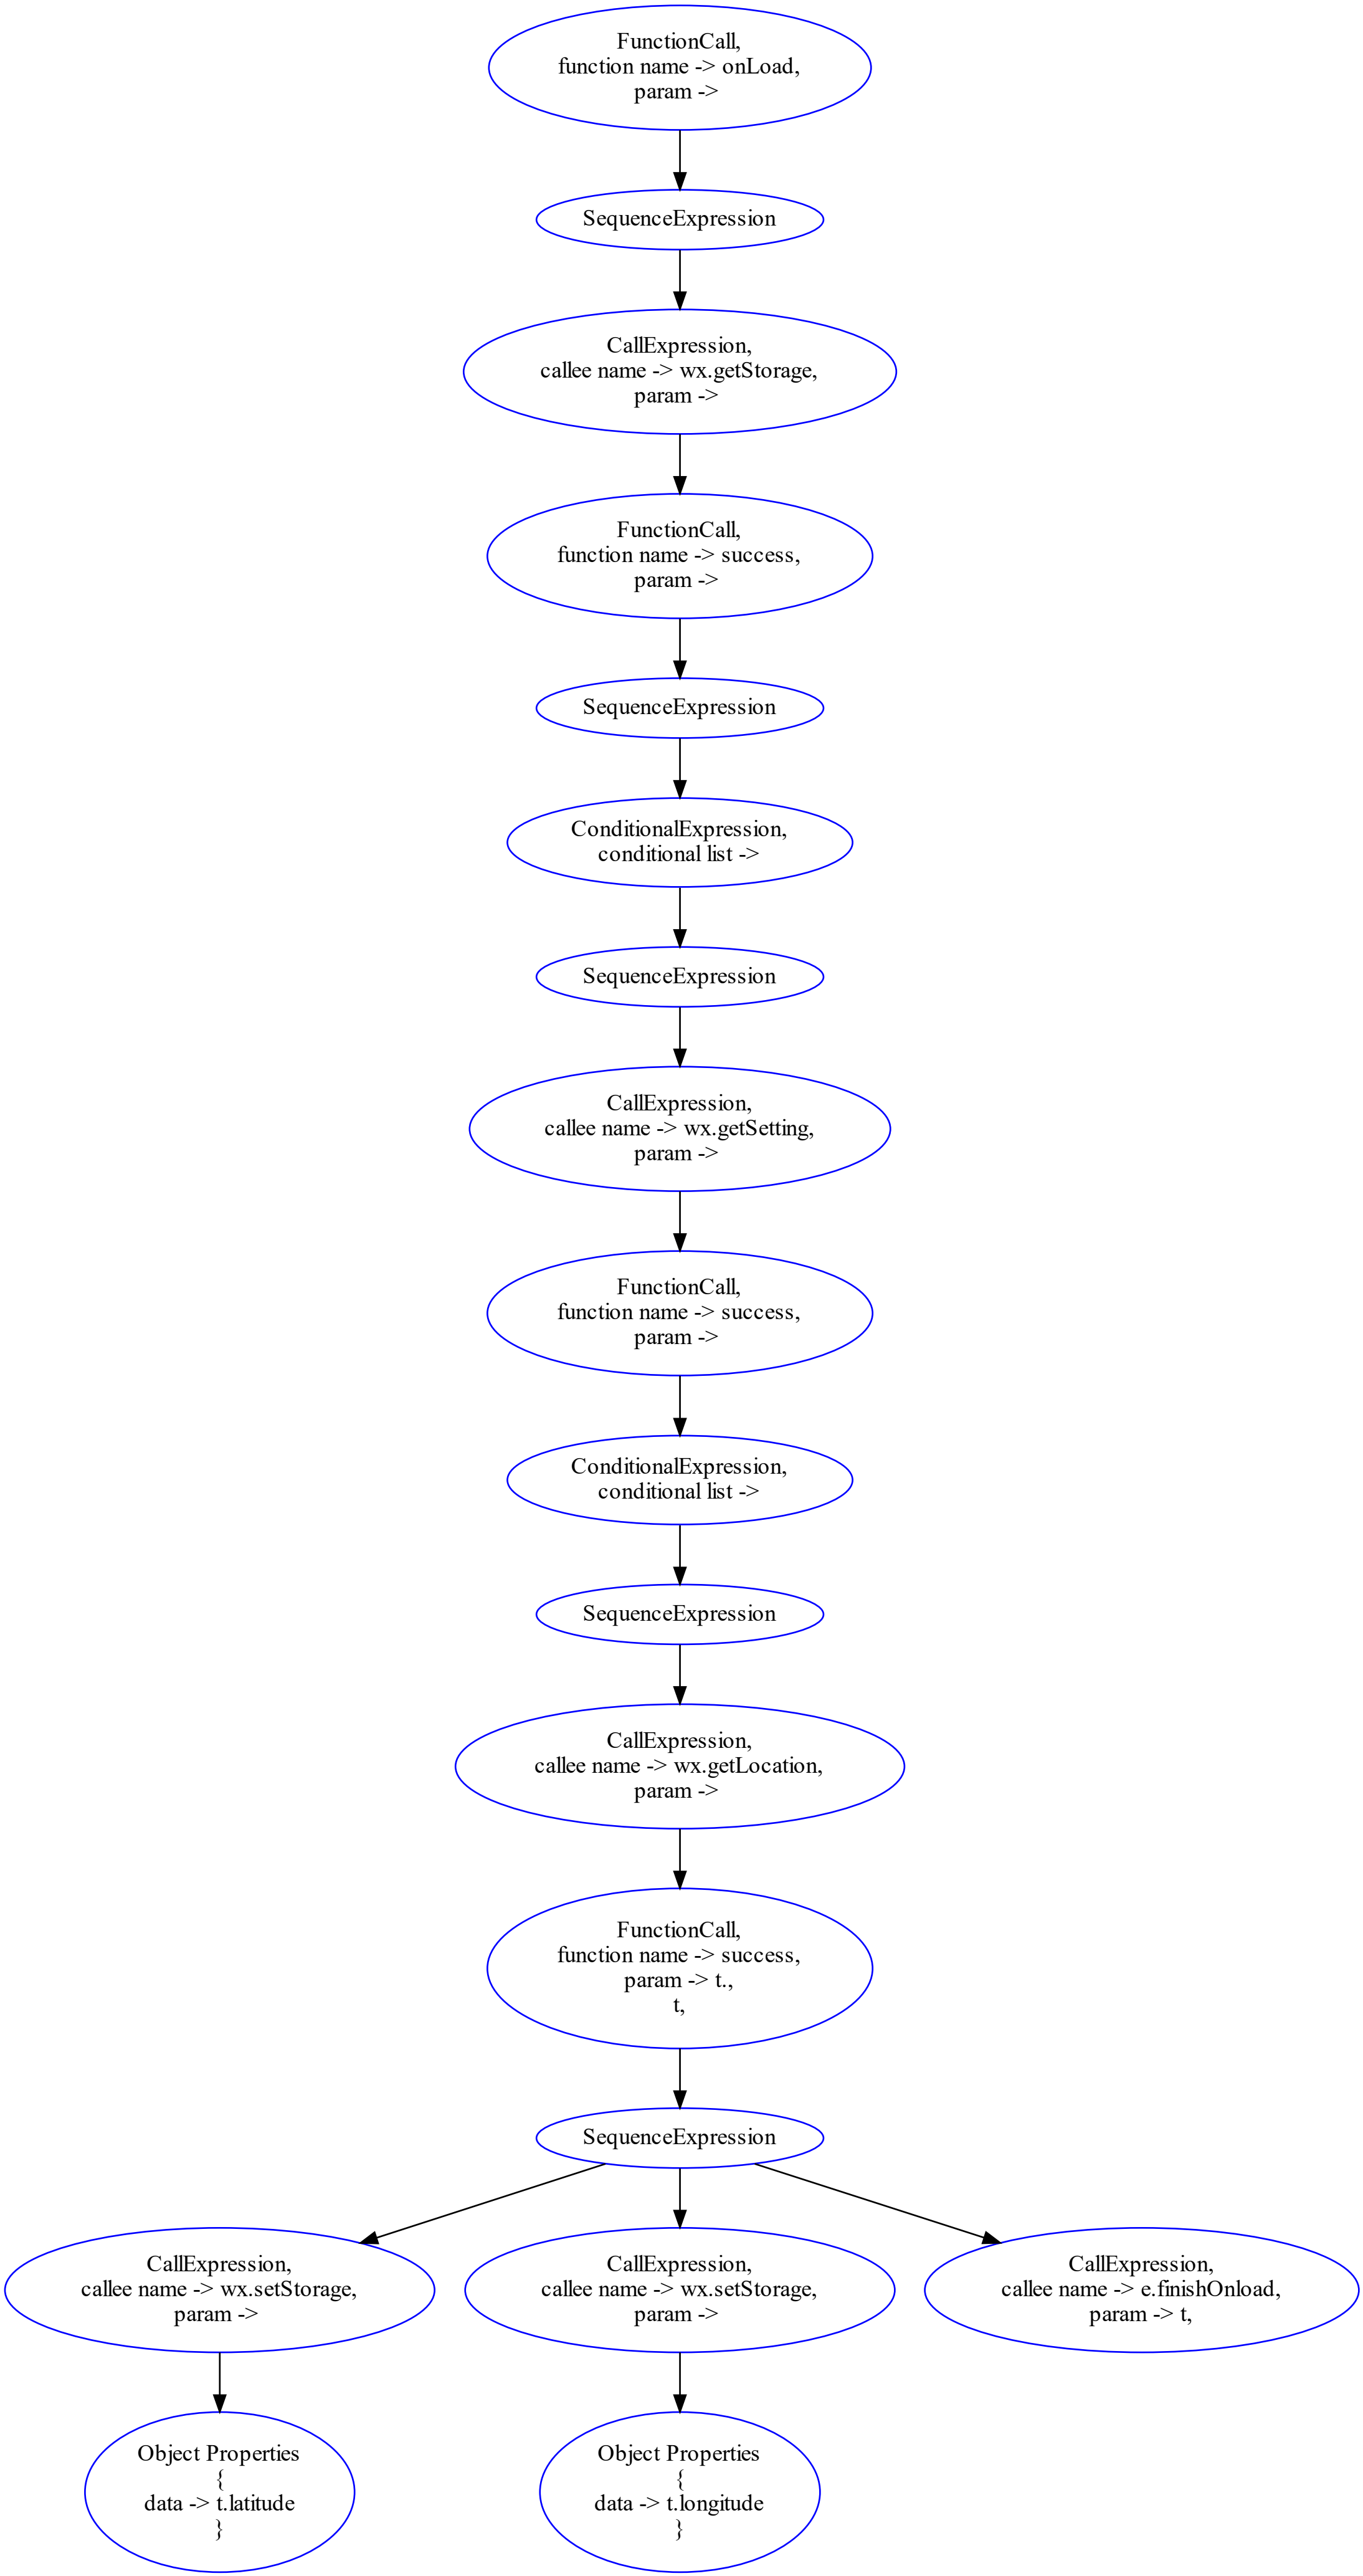 FunctionCall,
function name -> onLoad,
param ->
SequenceExpression
CallExpression,
callee name -> wx.getStorage,
param ->
FunctionCall,
function name -> success,
param ->
SequenceExpression
ConditionalExpression,
conditional list ->
SequenceExpression
CallExpression,
callee name -> wx.getSetting,
param ->
FunctionCall,
function name -> success,
param ->
ConditionalExpression,
conditional list ->
SequenceExpression
CallExpression,
callee name -> wx.getLocation,
param ->
FunctionCall,
function name -> success,
param -> t.,
t,
SequenceExpression
CallExpression,
callee name -> wx.setStorage,
param ->
CallExpression,
callee name -> wx.setStorage,
param ->
CallExpression,
callee name -> e.finishOnload,
param -> t,
Object Properties
{
data -> t.latitude
}
Object Properties
{
data -> t.longitude
}